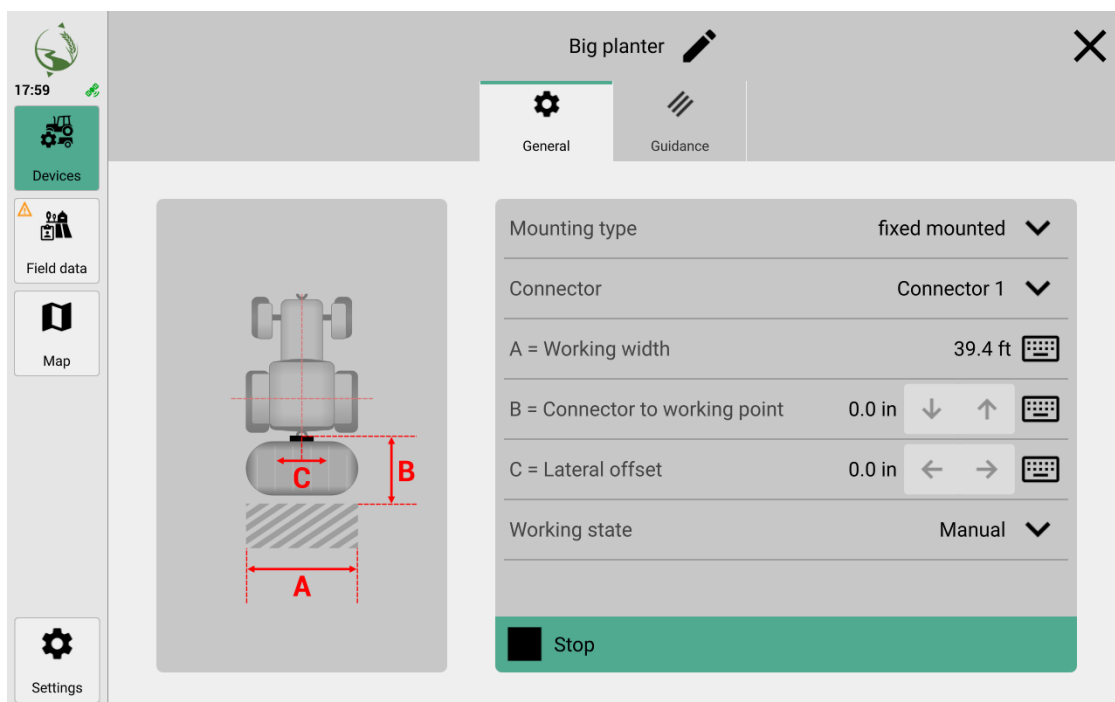 Big planter
17:59
General
Guidance
Devices
Field data
Map
Settings
Mounting type fixed mounted
Connector Connector 1
A = Working width 39.4 ft
B = Connector to working point 0.0 in
C = Lateral offset 0.0 in
Working state Manual
Stop
B
C
A